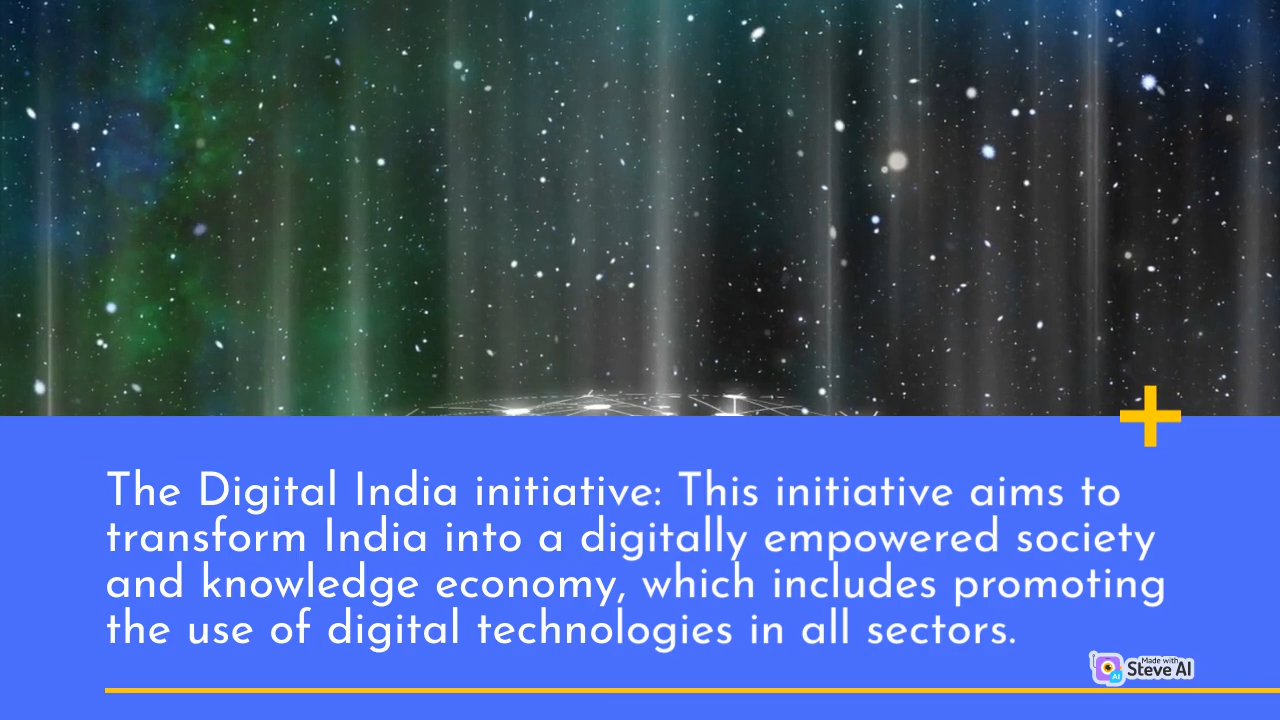 The Digital India initiative: This initiative aims to
transform India into a digitally empowered society
and knowledge economy, which includes promoting
the use of digital technologies in all sectors.
Made with
Steve AI
AI